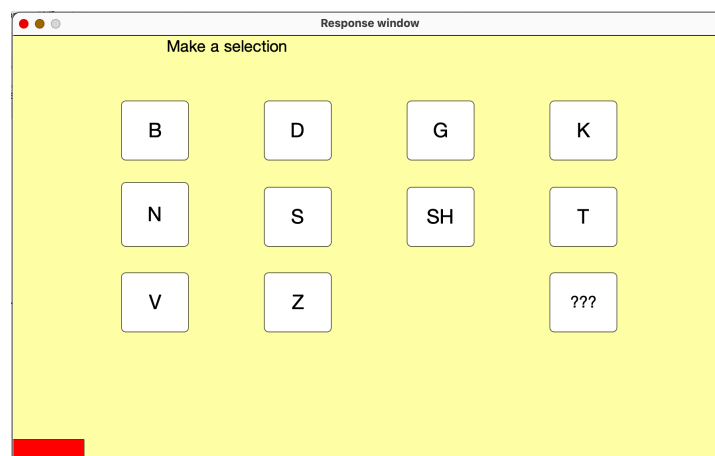 Response window
Make a selection
B D G K
N S SH T
V Z ???